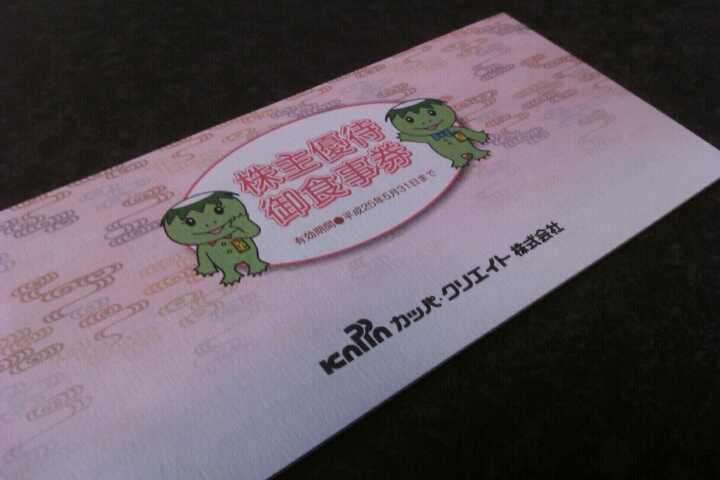 株主優待
御食事券
有効期間●平成25年5月31日まで
Kappa カッパ・クリエイト 株式会社